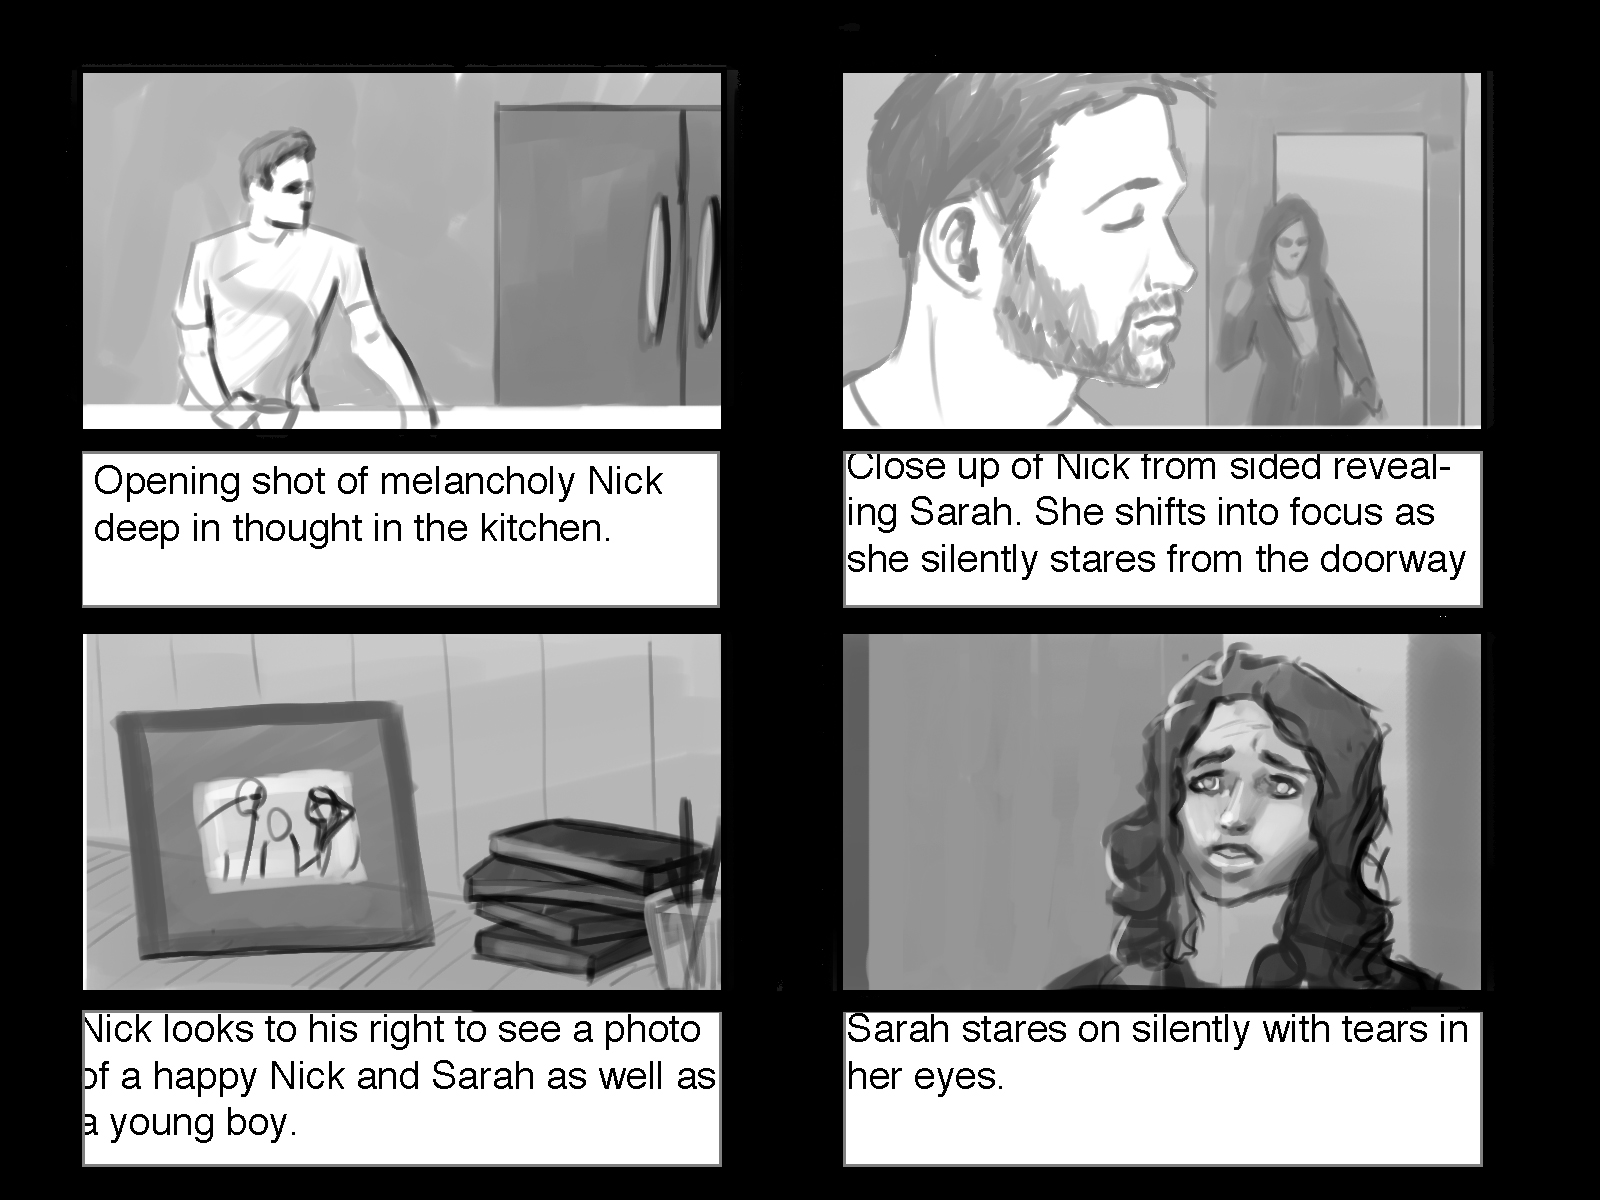 Opening shot of melancholy Nick
deep in thought in the kitchen.
Close up of Nick from sided reveal-
ing Sarah. She shifts into focus as
she silently stares from the doorway
Nick looks to his right to see a photo
of a happy Nick and Sarah as well as
a young boy.
Sarah stares on silently with tears in
her eyes.